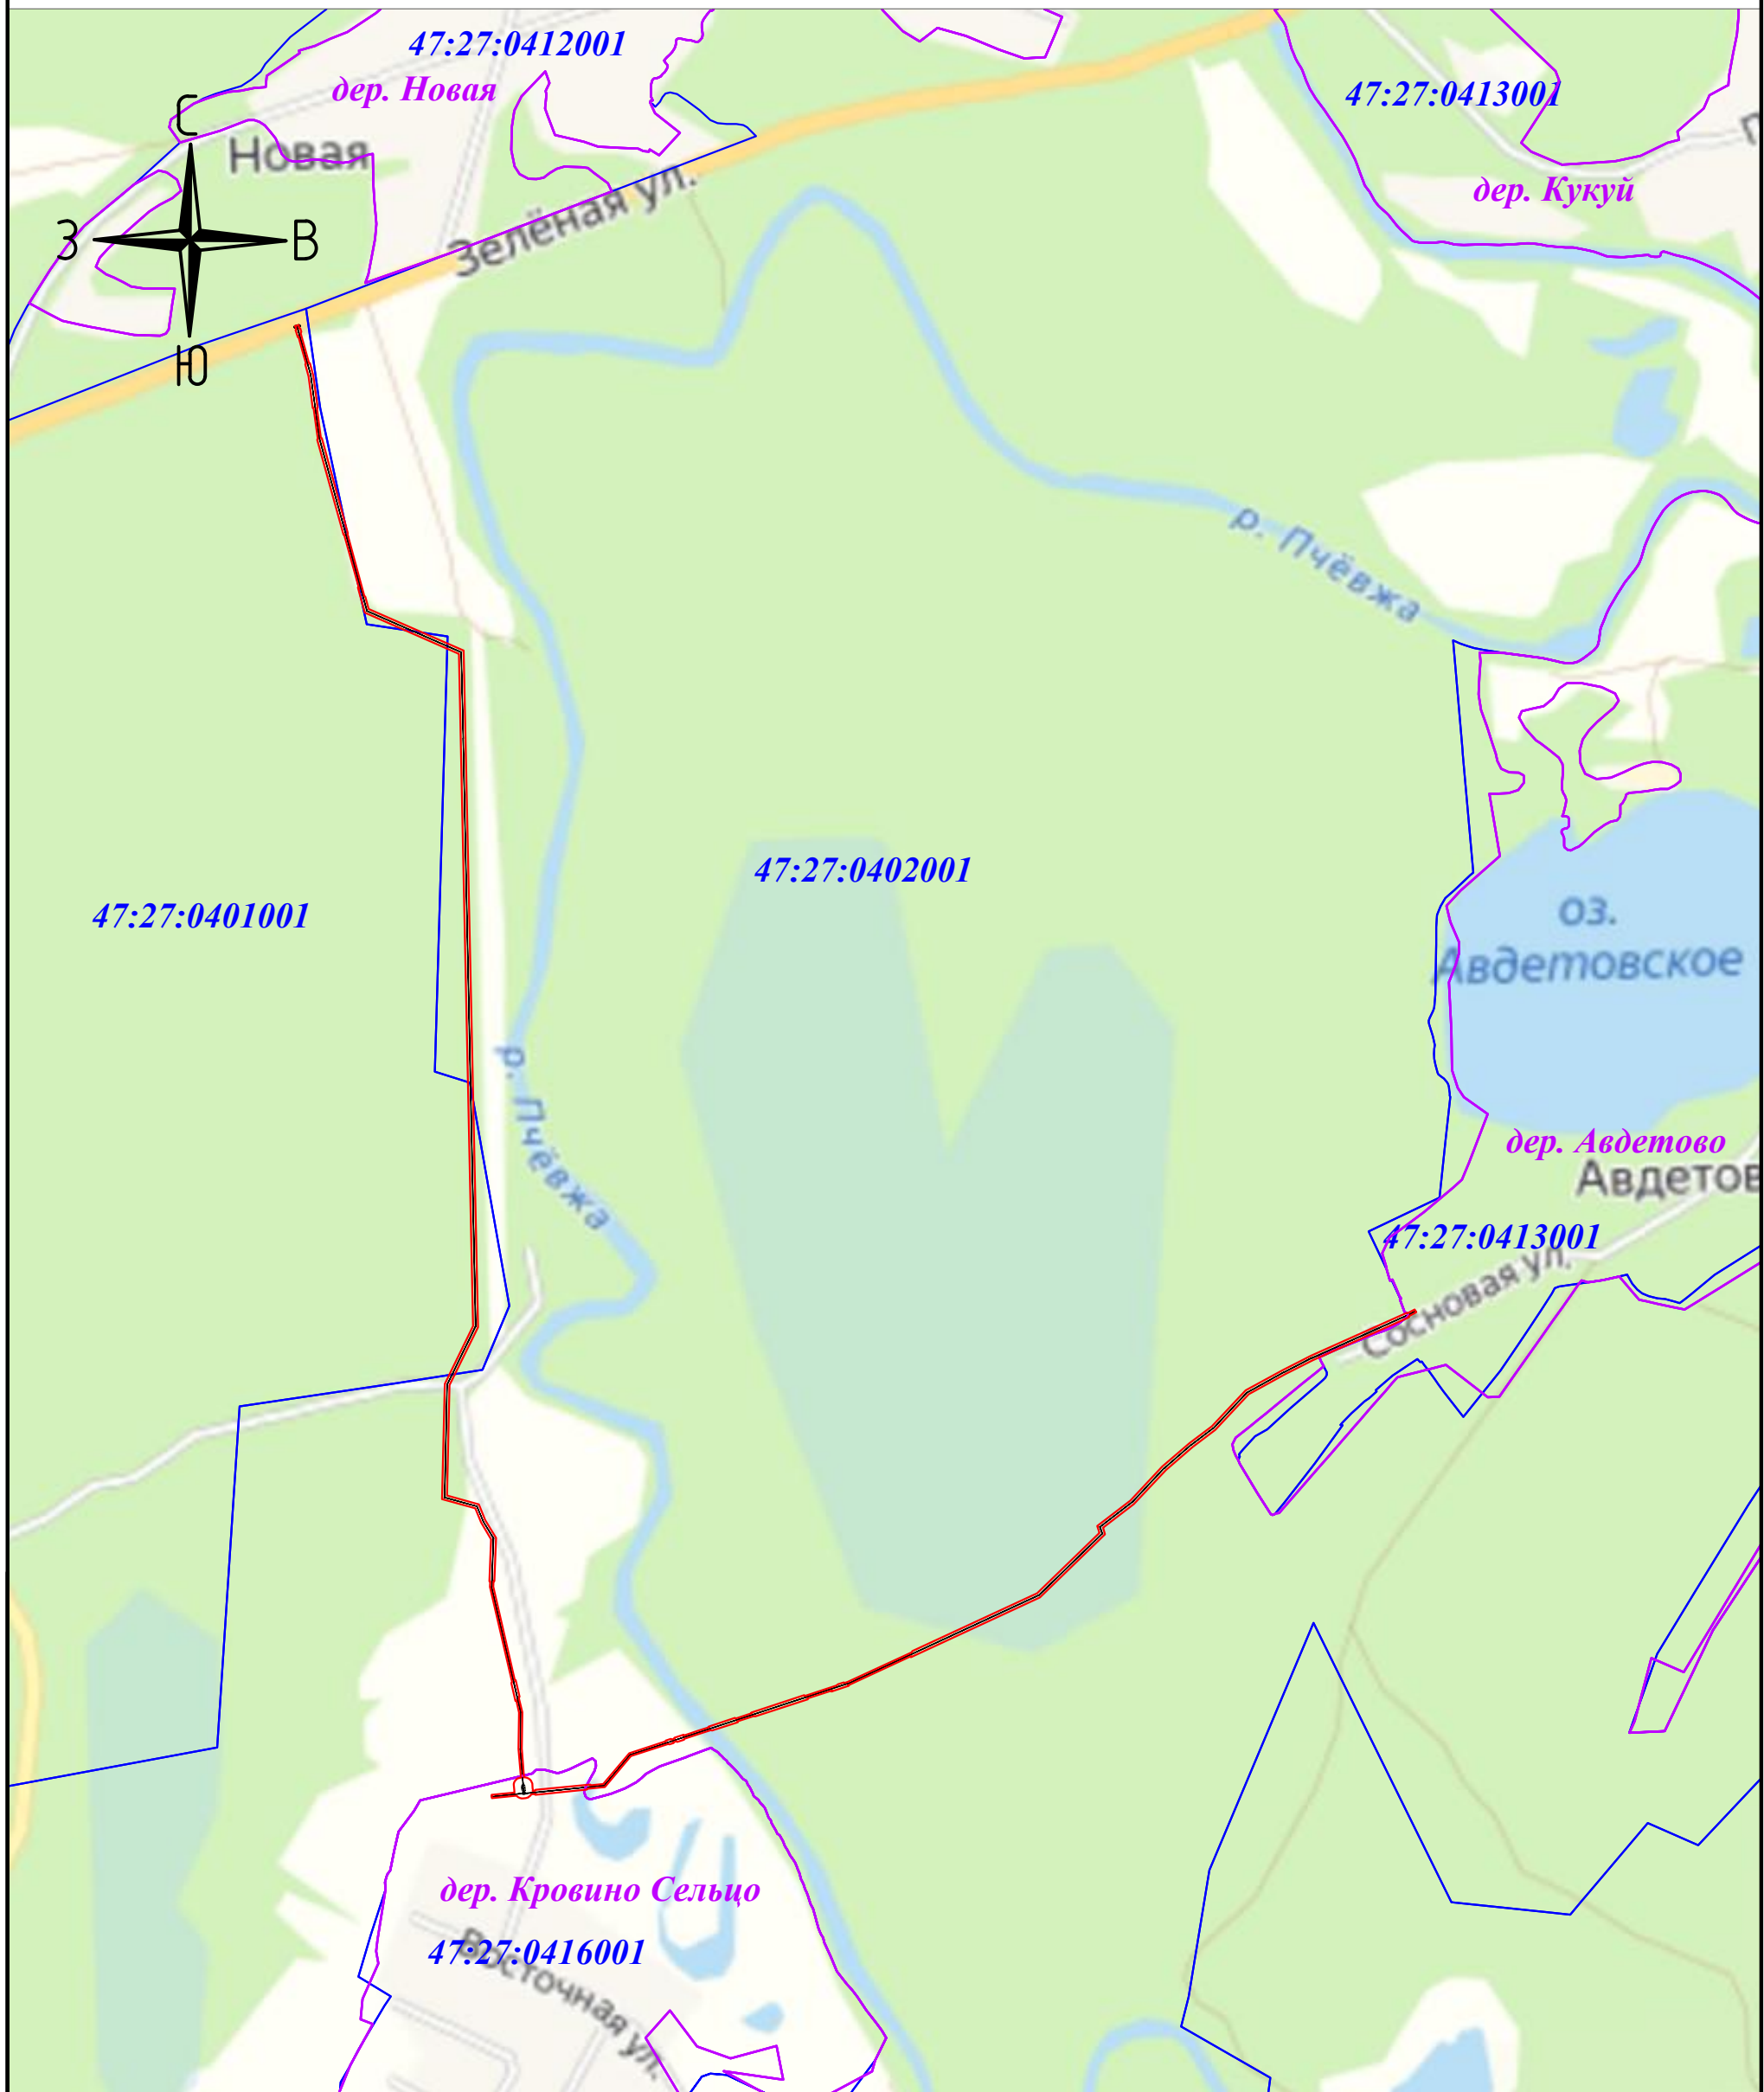 47:27:0412001
дер. Новая
47:27:0413001
С
Новая
дер. Кукуй
Зелёная ул.
З
В
Ю
р. Пчёвжа
47:27:0402001
47:27:0401001
оз.
Авдетовское
р. Пчёвжа
дер. Авдетово
Авдетов
47:27:0413001
Сосновая ул.
дер. Кровино Сельцо
47:27:0416001
Восточная ул.